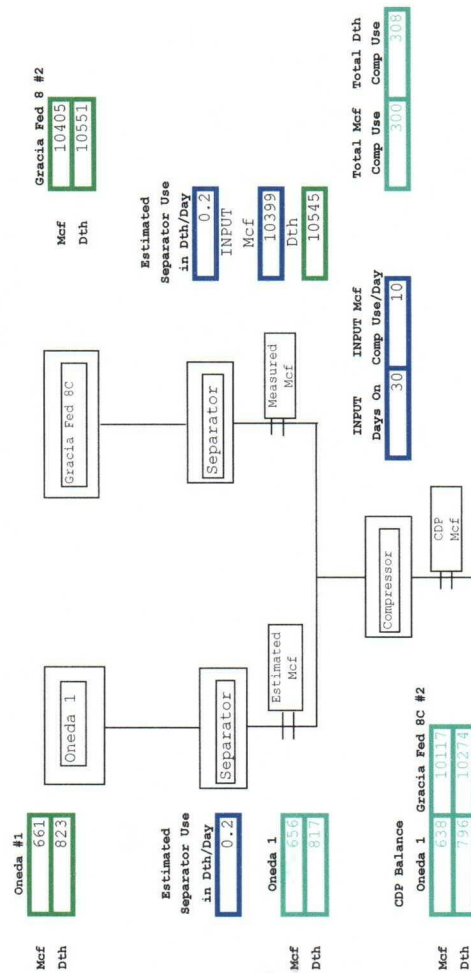 Oneda #1
Mcf 661
Dth 823
Gracia Fed 8 #2
Mcf 10405
Dth 10551
Oneda 1
Gracia Fed 8C
Estimated
Separator Use
in Dth/Day
0.2
Separator
Separator
Estimated
Separator Use
in Dth/Day
0.2
INPUT
Mcf
10399
Dth
10545
Oneda 1
Mcf 656
Dth 817
Estimated
Mcf
Measured
Mcf
Compressor
INPUT INPUT Mcf
Days On Comp Use/Day
30 10
Total Mcf Total Dth
Comp Use Comp Use
300 308
CDP Balance
Oneda 1 Gracia Fed 8C #2
Mcf 638 10117
Dth 796 10274
CDP
Mcf